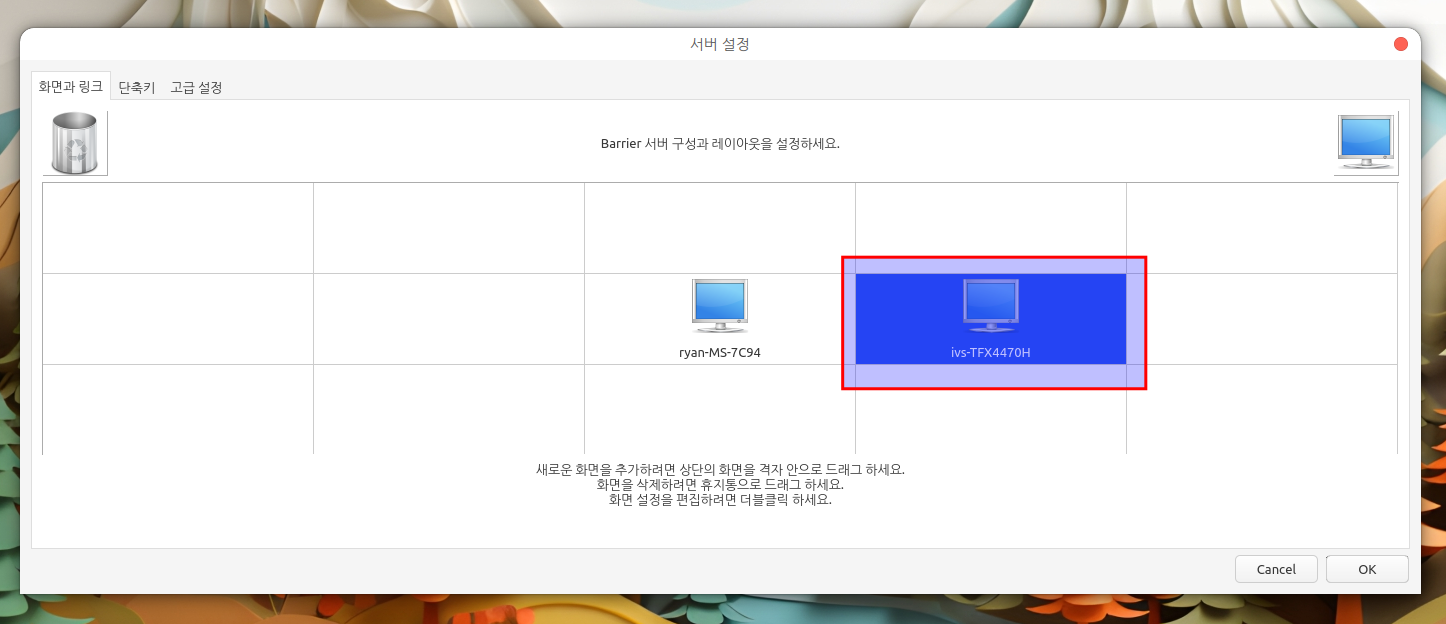 서버 설정
화면과 링크 단축키 고급 설정
Barrier 서버 구성과 레이아웃을 설정하세요.
ryan-MS-7C94 ivs-TFX4470H
새로운 화면을 추가하려면 상단의 화면을 격자 안으로 드래그 하세요.
화면을 삭제하려면 휴지통으로 드래그 하세요.
화면 설정을 편집하려면 더블클릭 하세요.
Cancel OK